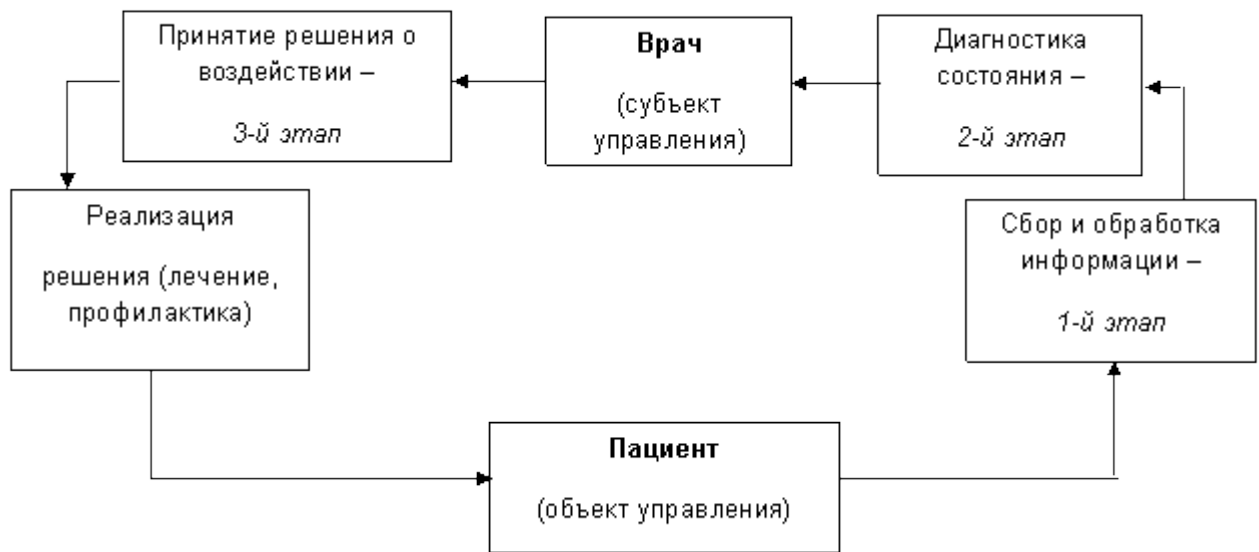 Принятие решения о
воздействии –
3-й этап
Врач
(субъект
управления)
Диагностика
состояния –
2-й этап
Реализация
решения (лечение,
профилактика)
Сбор и обработка
информации –
1-й этап
Пациент
(объект управления)